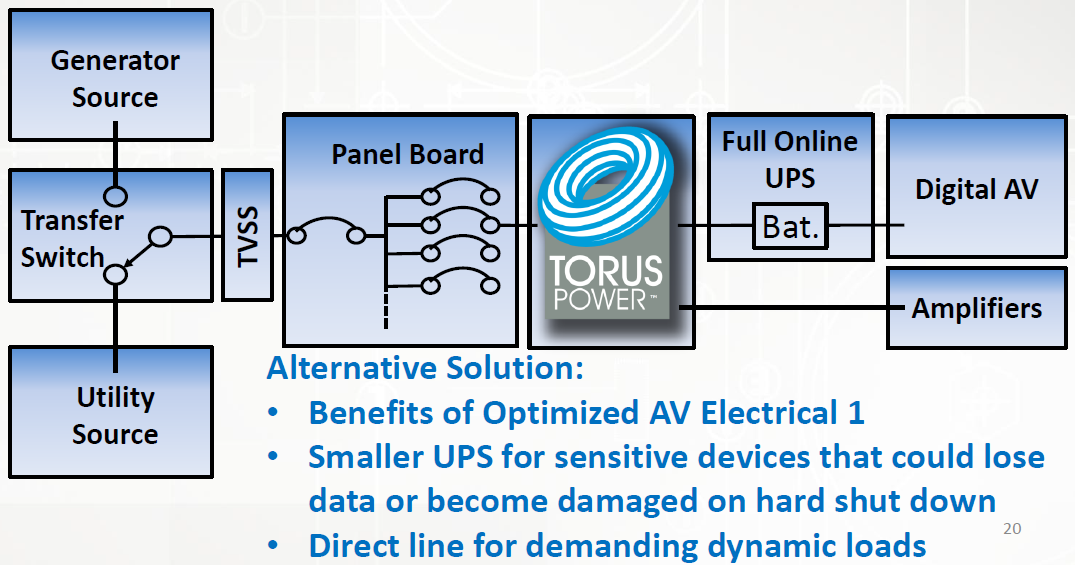 Generator
Source
Transfer
Switch
TVSS
Panel Board
TORUS
POWER™
Full Online
UPS
Bat.
Digital AV
Amplifiers
Utility
Source
Alternative Solution:
• Benefits of Optimized AV Electrical 1
• Smaller UPS for sensitive devices that could lose
data or become damaged on hard shut down
• Direct line for demanding dynamic loads
20